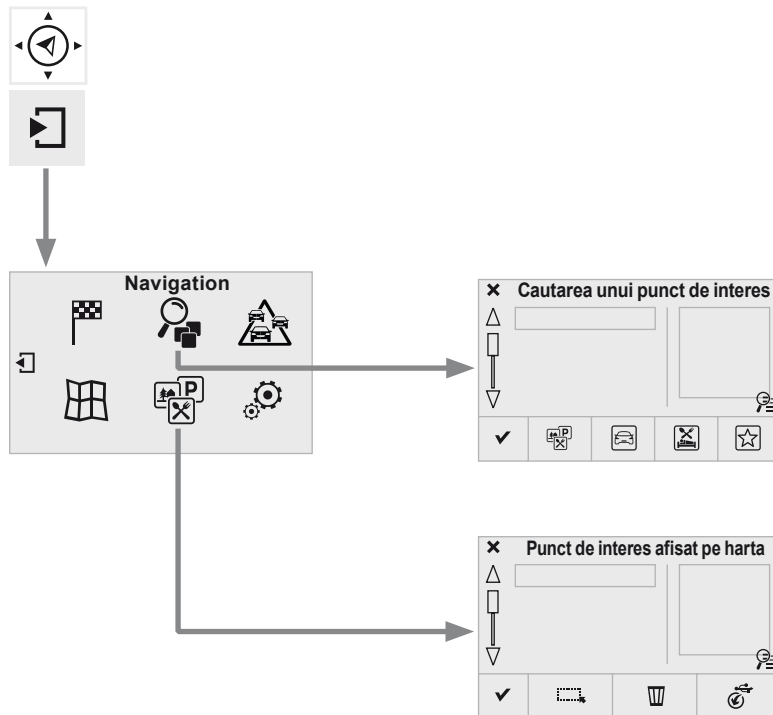 Navigation
Cautarea unui punct de interes
P
P
Punct de interes afisat pe harta